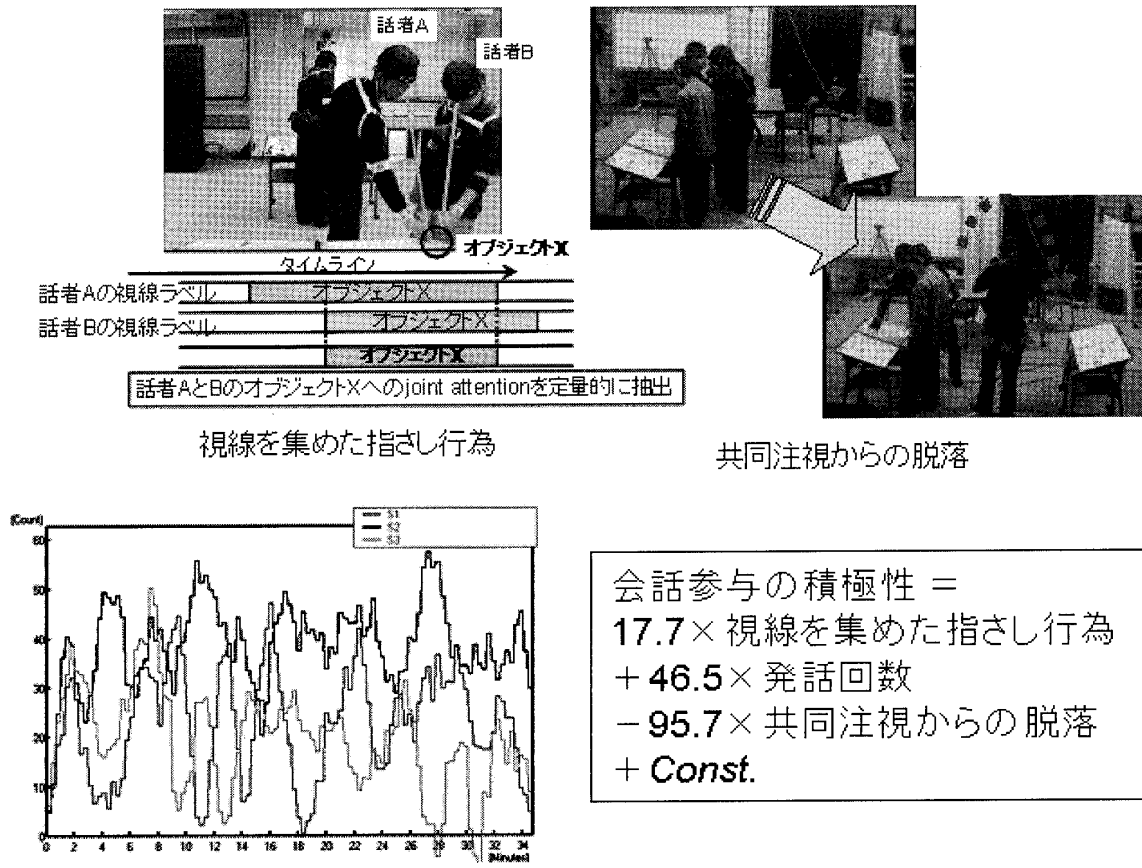 話者A
話者B
オブジェクトX
タイムライン
話者Aの視線ラベル
オブジェクトX
話者Bの視線ラベル
オブジェクトX
オブジェクトX
話者AとBのオブジェクトXへのjoint attentionを定量的に抽出
視線を集めた指さし行為
共同注視からの脱落
[Count]
S1
S2
S3
60
50
40
30
20
10
0
0 2 4 6 8 10 12 14 16 18 20 22 24 26 28 30 32 34
[Minutes]
会話参与の積極性 =
17.7×視線を集めた指さし行為
+46.5×発話回数
−95.7×共同注視からの脱落
+Const.